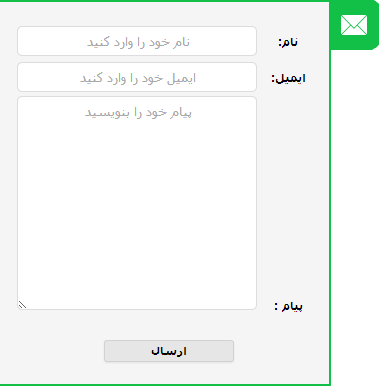 نام:
نام خود را وارد کنید
ایمیل:
ایمیل خود را وارد کنید
پیام خود را بنویسید
پیام :
ارسال